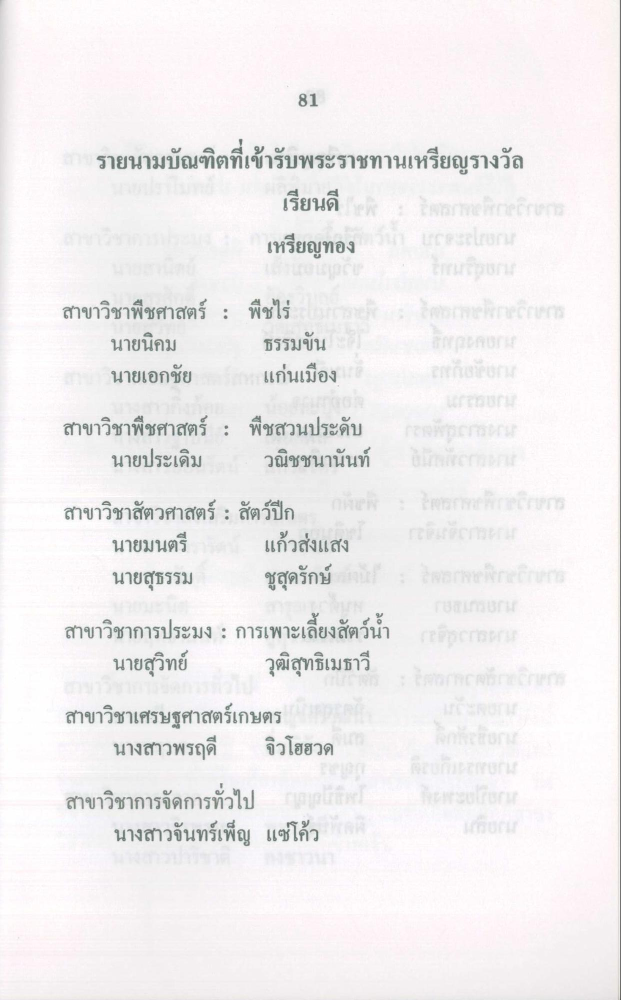 81
รายนามบัณฑิตที่เข้ารับพระราชทานเหรียญรางวัล
เรียนดี
เหรียญทอง
สาขาวิชาพืชศาสตร์ : พืชไร่
นายนิคม ธรรมขัน
นายเอกชัย แก่นเมือง
สาขาวิชาพืชศาสตร์ : พืชสวนประดับ
นายประเดิม วณิชชนานันท์
สาขาวิชาสัตวศาสตร์ : สัตว์ปีก
นายมนตรี แก้วส่งแสง
นายสุธรรม ชูสุดรักษ์
สาขาวิชาการประมง : การเพาะเลี้ยงสัตว์น้ำ
นายสุวิทย์ วุฒิสุทธิเมธาวี
สาขาวิชาเศรษฐศาสตร์เกษตร
นางสาวพรฤดี จิวโฮฮวด
สาขาวิชาการจัดการทั่วไป
นางสาวจันทร์เพ็ญ แซ่โค้ว